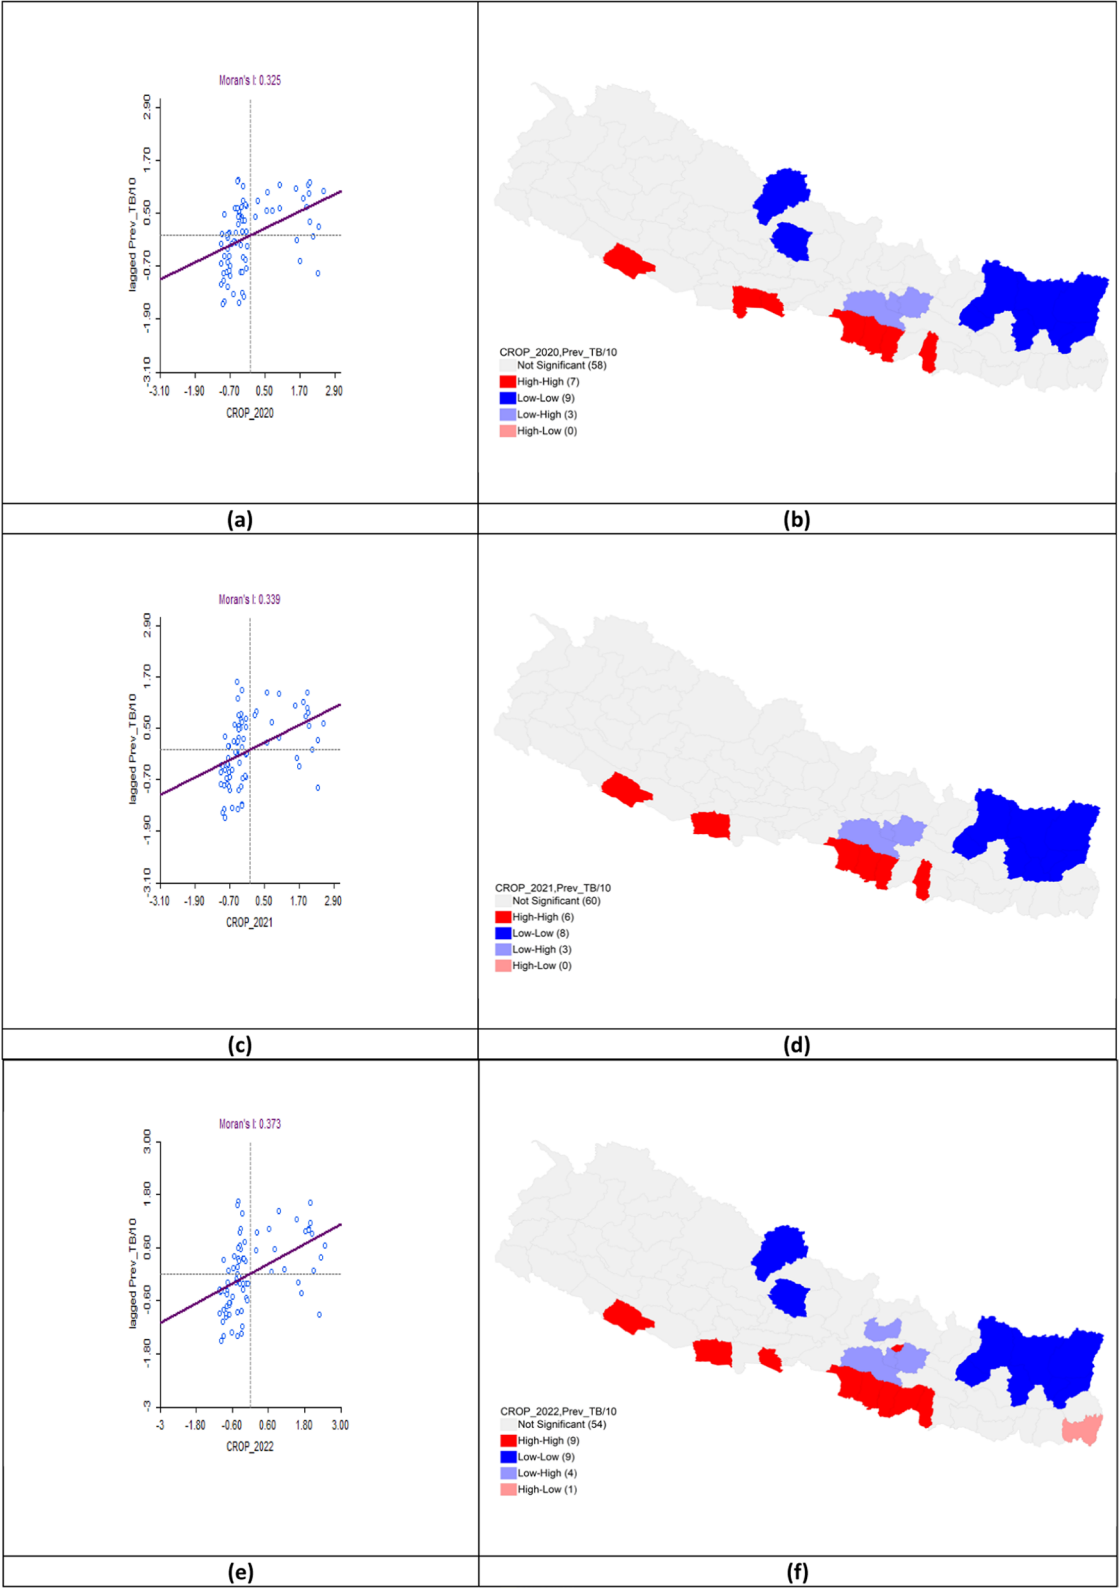 Moran's I: 0.325
lagged Prev_TB/10
2.90
1.70
0.50
-0.70
-1.90
-3.10
-3.10 -1.90 -0.70 0.50 1.70 2.90
CROP_2020
CROP_2020,Prev_TB/10
Not Significant (58)
High-High (7)
Low-Low (9)
Low-High (3)
High-Low (0)
(a) (b)
Moran's I: 0.339
lagged Prev_TB/10
2.90
1.70
0.50
-0.70
-1.90
-3.10
-3.10 -1.90 -0.70 0.50 1.70 2.90
CROP_2021
CROP_2021,Prev_TB/10
Not Significant (60)
High-High (6)
Low-Low (8)
Low-High (3)
High-Low (0)
(c) (d)
Moran's I: 0.373
lagged Prev_TB/10
3.00
1.80
0.60
-0.60
-1.80
-3
-3 -1.80 -0.60 0.60 1.80 3.00
CROP_2022
CROP_2022,Prev_TB/10
Not Significant (54)
High-High (9)
Low-Low (9)
Low-High (4)
High-Low (1)
(e) (f)